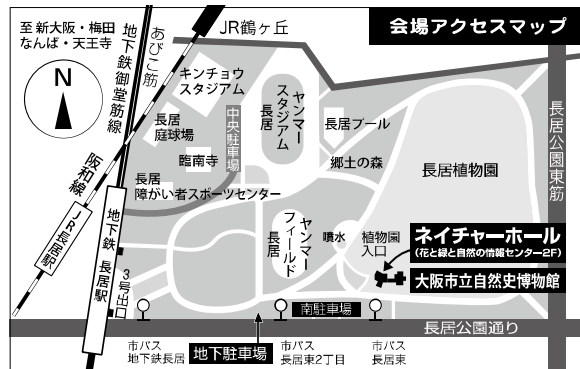 会場アクセスマップ
至 新大阪・梅田
なんば・天王寺
N
地下鉄御堂筋線
あびこ筋
JR鶴ヶ丘
キンチョウ
スタジアム
長居
庭球場
臨南寺
中央駐車場
ヤンマー
スタジアム
長居
長居プール
郷土の森
長居植物園
長居公園東筋
阪和線
JR長居駅
地下鉄 長居駅
長居
障がい者スポーツセンター
ヤンマー
フィールド
長居
噴水
植物園
入口
ネイチャーホール
(花と緑と自然の情報センター2F)
大阪市立自然史博物館
3号出口
南駐車場
長居公園通り
市バス
地下鉄長居
地下駐車場
市バス
長居東2丁目
市バス
長居東